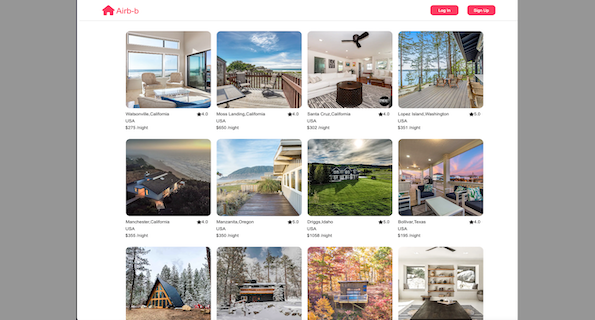 Airb-b
Log In
Sign Up
Watsonville,California
4.0
USA
$275 /night
Moss Landing,California
4.0
USA
$650 /night
Santa Cruz,California
4.0
USA
$302 /night
Lopez Island,Washington
5.0
USA
$351 /night
Manchester,California
4.0
USA
$355 /night
Manzanita,Oregon
5.0
USA
$350 /night
Driggs,Idaho
5.0
USA
$1098 /night
Bolivar,Texas
4.0
USA
$195 /night